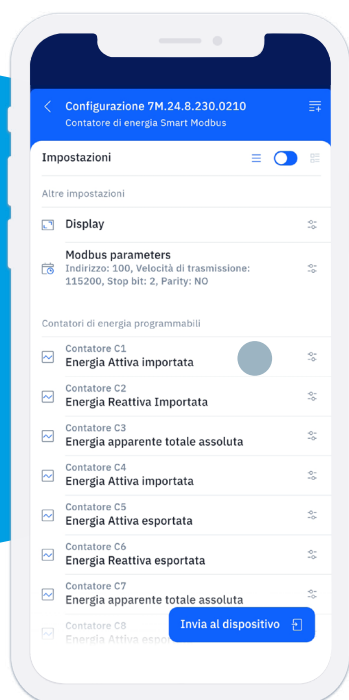 Configurazione 7M.24.8.230.0210
Contatore di energia Smart Modbus
Impostazioni
Altre impostazioni
Display
Modbus parameters
Indirizzo: 100, Velocità di trasmissione:
115200, Stop bit: 2, Parity: NO
Contatori di energia programmabili
Contatore C1
Energia Attiva importata
Contatore C2
Energia Reattiva Importata
Contatore C3
Energia apparente totale assoluta
Contatore C4
Energia Attiva importata
Contatore C5
Energia Attiva esportata
Contatore C6
Energia Reattiva esportata
Contatore C7
Energia apparente totale assoluta
Contatore C8
Energia Attiva
Invia al dispositivo